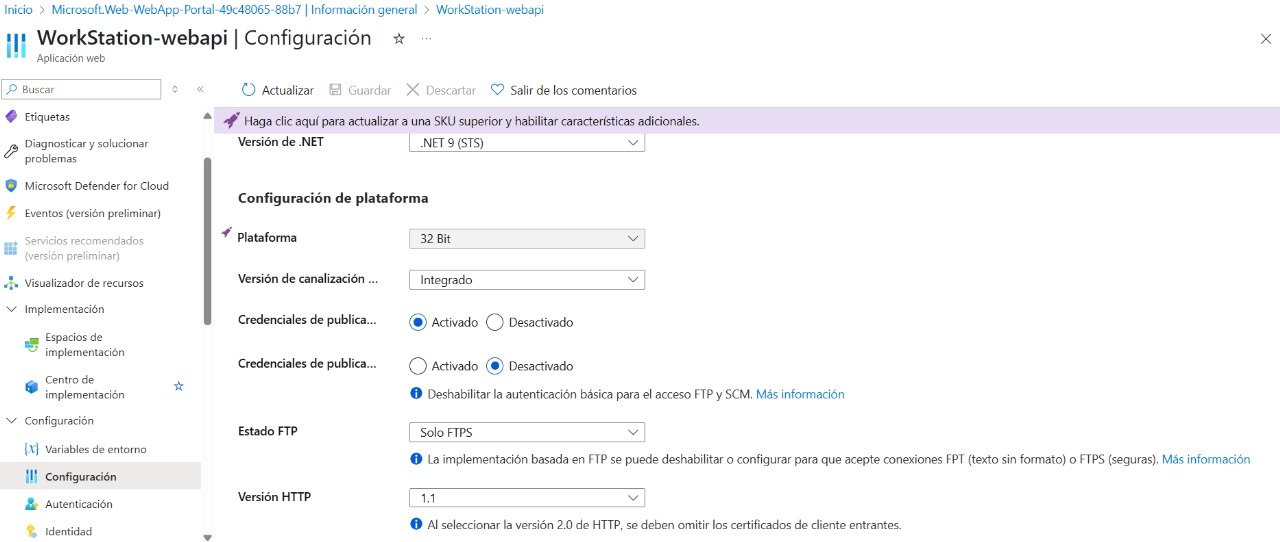 Inicio > Microsoft.Web-WebApp-Portal-49c48065-88b7 | Información general > WorkStation-webapi
WorkStation-webapi | Configuración
Aplicación web
Buscar
Actualizar Guardar Descartar Salir de los comentarios
Haga clic aquí para actualizar a una SKU superior y habilitar características adicionales.
Etiquetas
Diagnosticar y solucionar
problemas
Microsoft Defender for Cloud
Eventos (versión preliminar)
Servicios recomendados
(versión preliminar)
Visualizador de recursos
Implementación
Espacios de
implementación
Centro de
implementación
Configuración
Variables de entorno
Configuración
Autenticación
Identidad
Versión de .NET .NET 9 (STS)
Configuración de plataforma
Plataforma 32 Bit
Versión de canalización ... Integrado
Credenciales de publica... Activado Desactivado
Credenciales de publica... Activado Desactivado
Deshabilitar la autenticación básica para el acceso FTP y SCM. Más información
Estado FTP Solo FTPS
La implementación basada en FTP se puede deshabilitar o configurar para que acepte conexiones FPT (texto sin formato) o FTPS (seguras). Más información
Versión HTTP 1.1
Al seleccionar la versión 2.0 de HTTP, se deben omitir los certificados de cliente entrantes.